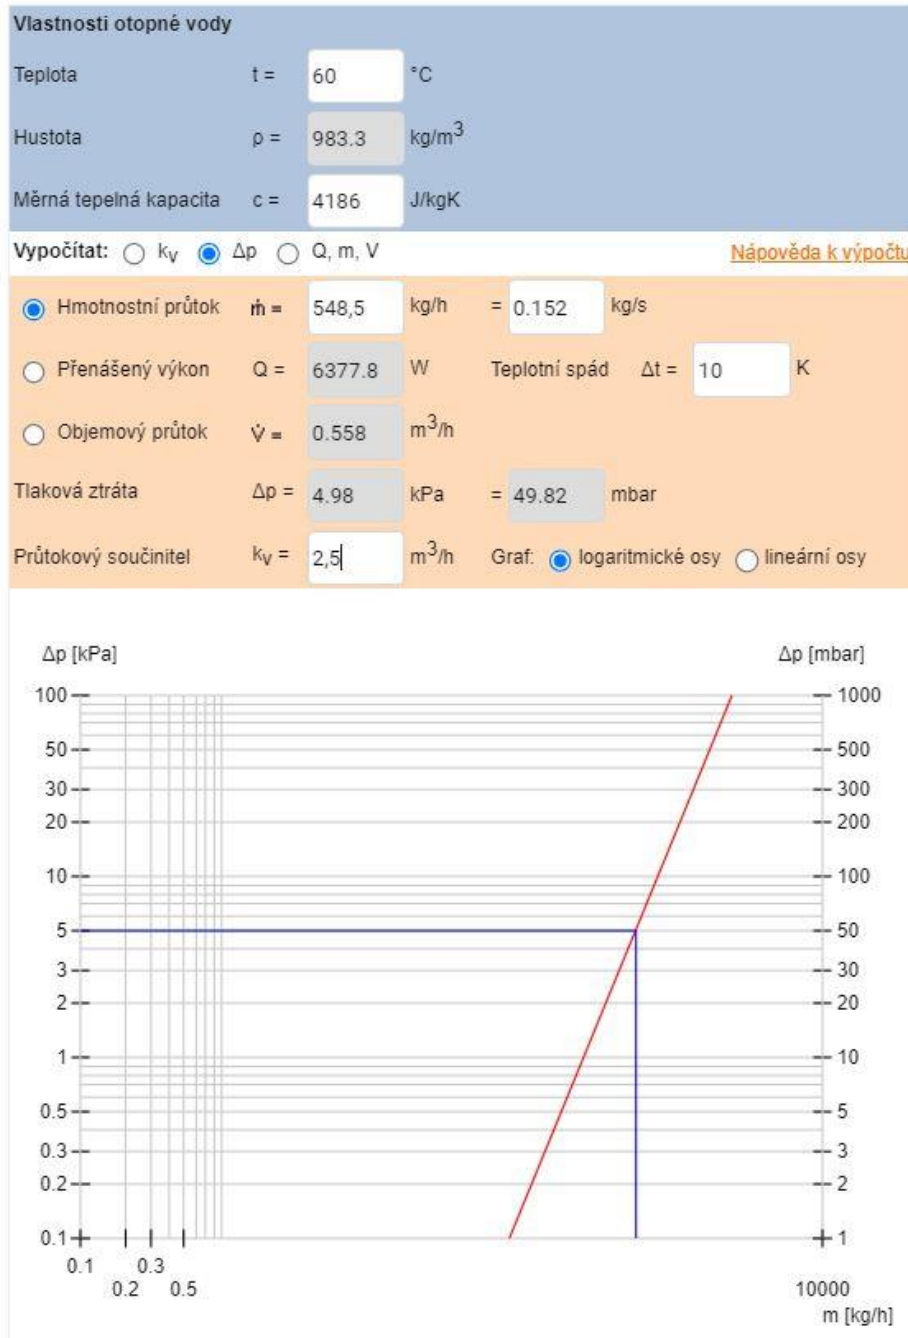 Vlastnosti otopné vody
Teplota t = 60 °C
Hustota ρ = 983.3 kg/m3
Měrná tepelná kapacita c = 4186 J/kgK
Vypočítat: kv Δp Q, m, V Nápověda k výpočtu
Hmotnostní průtok ṁ = 548,5 kg/h = 0.152 kg/s
Přenášený výkon Q = 6377.8 W Teplotní spád Δt = 10 K
Objemový průtok V̇ = 0.558 m3/h
Tlaková ztráta Δp = 4.98 kPa = 49.82 mbar
Průtokový součinitel kv = 2,5 m3/h Graf: logaritmické osy lineární osy
Δp [kPa] Δp [mbar]
100 1000
50 500
30 300
20 200
10 100
5 50
3 30
2 20
1 10
0.5 5
0.3 3
0.2 2
0.1 1
0.1 0.3
0.2 0.5 10000
m [kg/h]